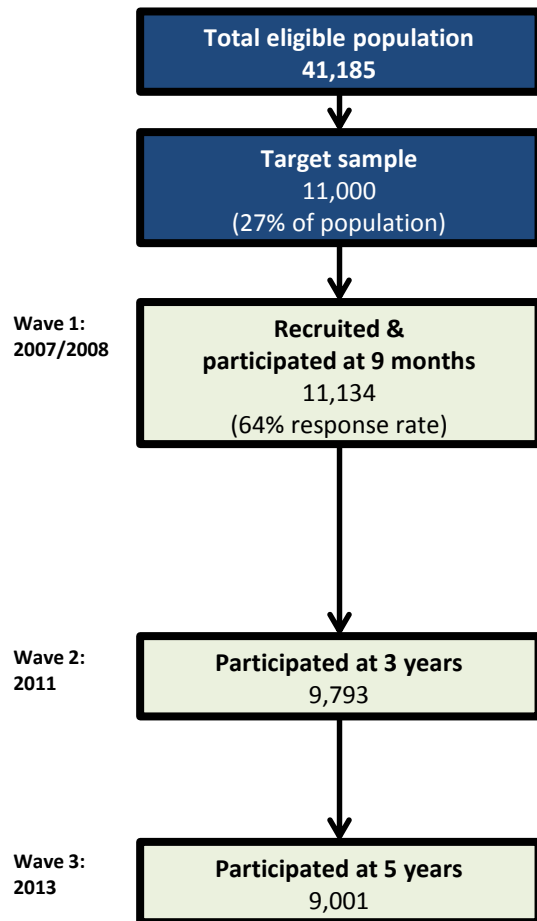 Total eligible population
41,185
Target sample
11,000
(27% of population)
Wave 1:
2007/2008
Recruited &
participated at 9 months
11,134
(64% response rate)
Wave 2:
2011
Participated at 3 years
9,793
Wave 3:
2013
Participated at 5 years
9,001